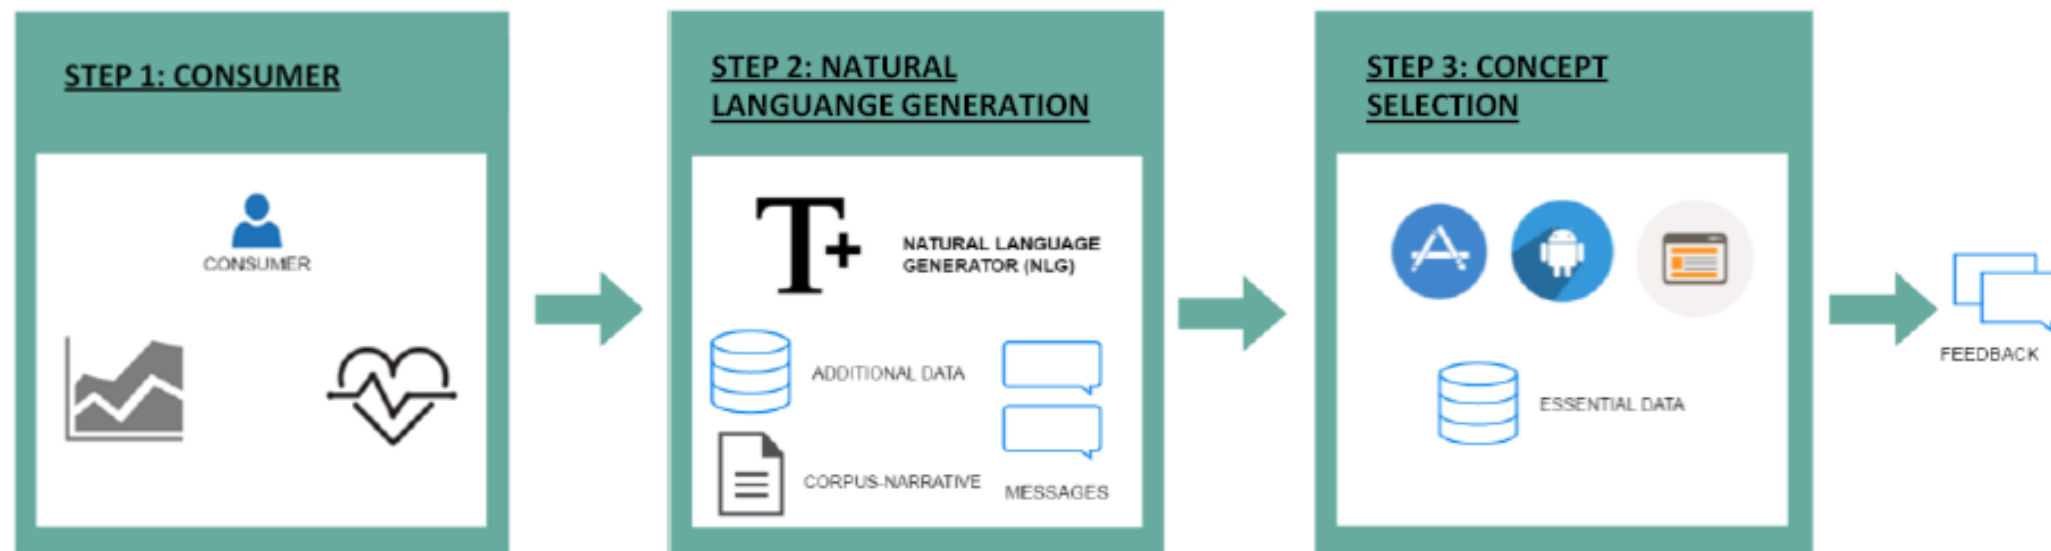 STEP 1: CONSUMER
CONSUMER
STEP 2: NATURAL
LANGUANGE GENERATION
T+
NATURAL LANGUAGE
GENERATOR (NLG)
ADDITIONAL DATA
CORPUS-NARRATIVE
MESSAGES
STEP 3: CONCEPT
SELECTION
ESSENTIAL DATA
FEEDBACK